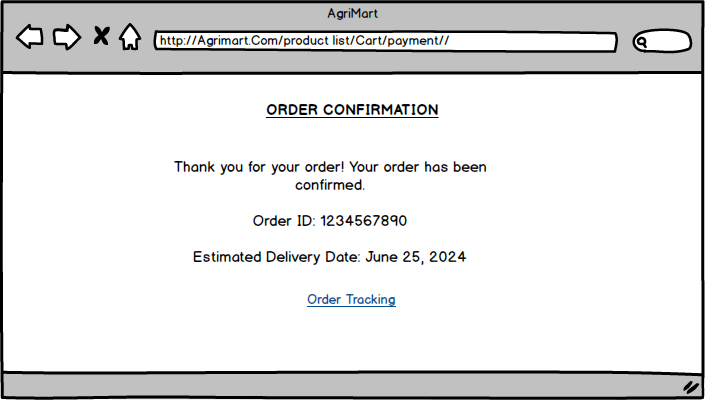 AgriMart
http://Agrimart.Com/product list/Cart/payment//
ORDER CONFIRMATION
Thank you for your order! Your order has been
confirmed.
Order ID: 1234567890
Estimated Delivery Date: June 25, 2024
Order Tracking